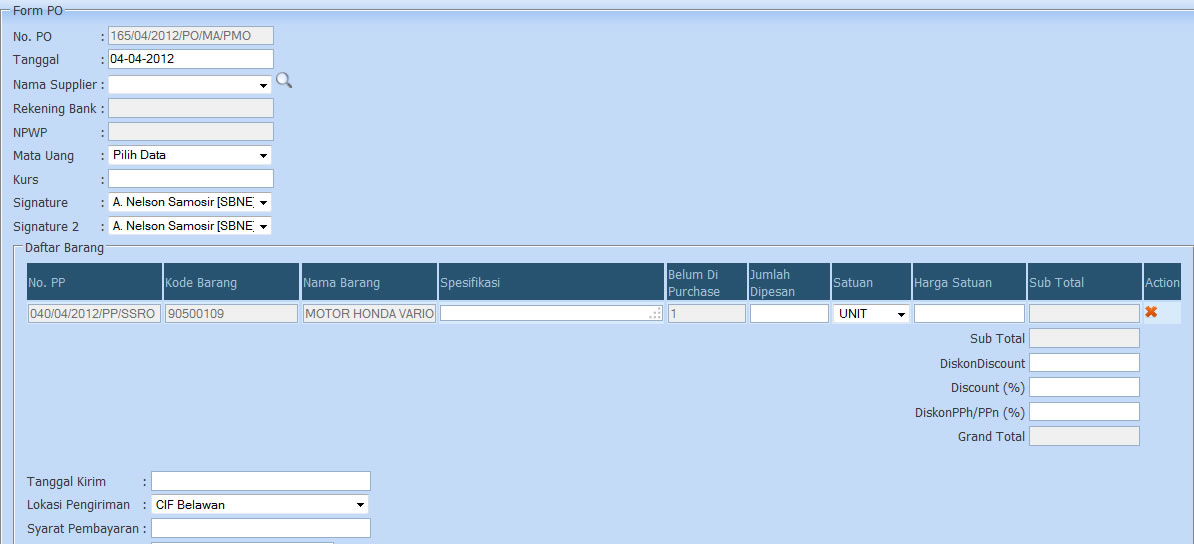 Form PO
No. PO : 165/04/2012/PO/MA/PMO
Tanggal : 04-04-2012
Nama Supplier :
Rekening Bank :
NPWP :
Mata Uang : Pilih Data
Kurs :
Signature : A. Nelson Samosir [SBNE]
Signature 2 : A. Nelson Samosir [SBNE]
Daftar Barang
No. PP Kode Barang Nama Barang Spesifikasi Belum Di Purchase Jumlah Dipesan Satuan Harga Satuan Sub Total Action
040/04/2012/PP/SSRO 90500109 MOTOR HONDA VARIO 1 UNIT
Sub Total
DiskonDiscount
Discount (%)
DiskonPPh/PPn (%)
Grand Total
Tanggal Kirim :
Lokasi Pengiriman : CIF Belawan
Syarat Pembayaran :